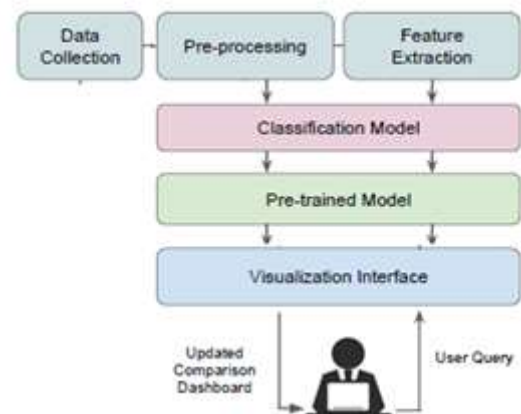 Data
Collection
Pre-processing
Feature
Extraction
Classification Model
Pre-trained Model
Visualization Interface
Updated
Comparison
Dashboard
User Query